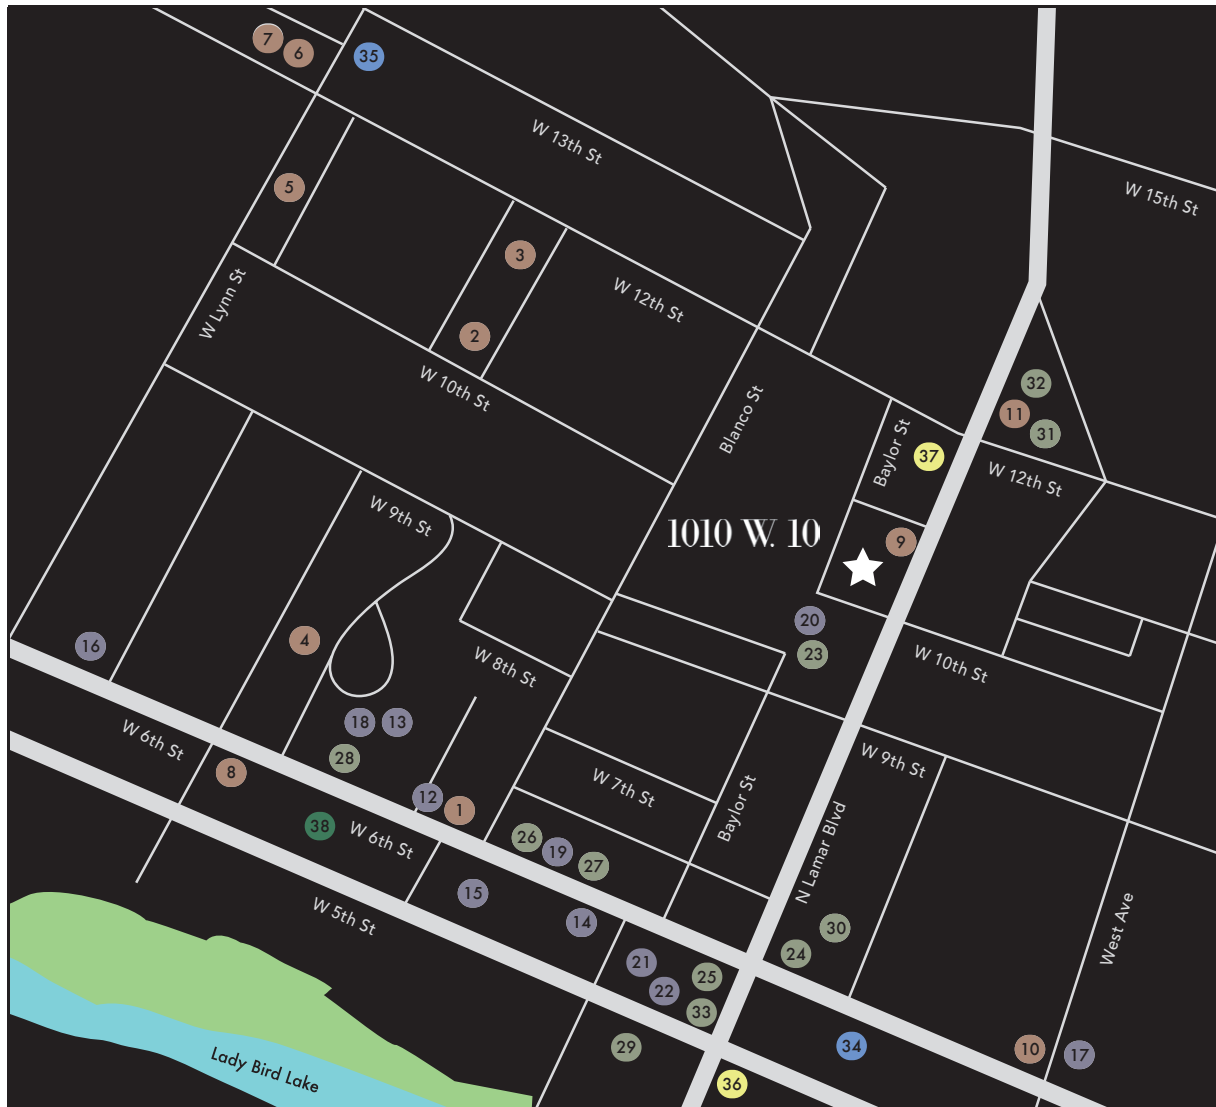 7
6
35
W 13th St
5
W 15th St
3
W 12th St
W Lynn St
2
W 10th St
32
11
31
Blanco St
Baylor St
37
W 12th St
W 9th St
1010 W. 10
9
20
16
4
23
W 8th St
W 10th St
18
13
W 6th St
28
8
W 9th St
W 7th St
12
1
Baylor St
38
W 6th St
26
19
27
N Lamar Blvd
15
W 5th St
14
30
24
West Ave
21
25
22
33
29
34
10
17
Lady Bird Lake
36